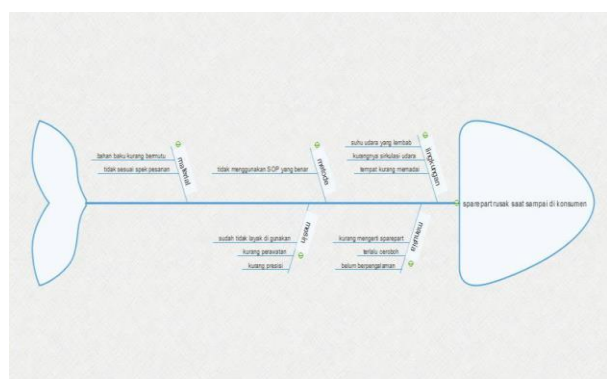 bahan baku kurang bermutu
tidak sesuai spek pesanan
material
tidak menggunakan SOP yang benar
metode
suhu udara yang lembab
kurangnya sirkulasi udara
tempat kurang memadai
lingkungan
sparepart rusak saat sampai di konsumen
sudah tidak layak di gunakan
kurang perawatan
kurang presisi
mesin
kurang mengerti sparepart
terlalu ceroboh
belum berpengalaman
manusia